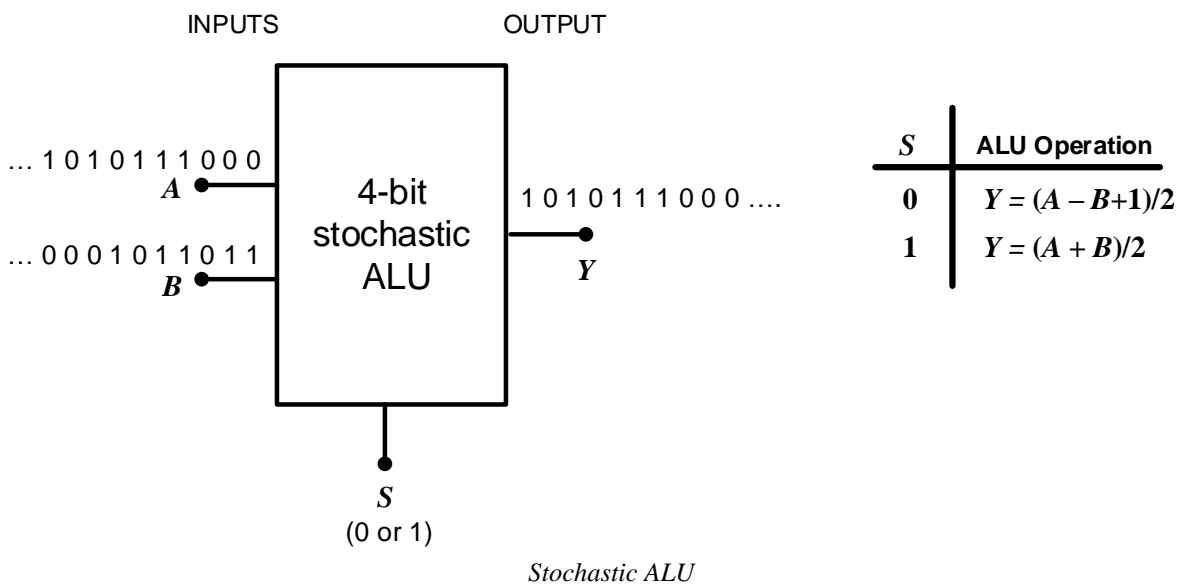 INPUTS
OUTPUT
... 1 0 1 0 1 1 1 0 0 0
A
... 0 0 0 1 0 1 1 0 1 1
B
4-bit
stochastic
ALU
1 0 1 0 1 1 1 0 0 0 ....
Y
S
(0 or 1)
S ALU Operation
0 Y = (A – B+1)/2
1 Y = (A + B)/2
Stochastic ALU